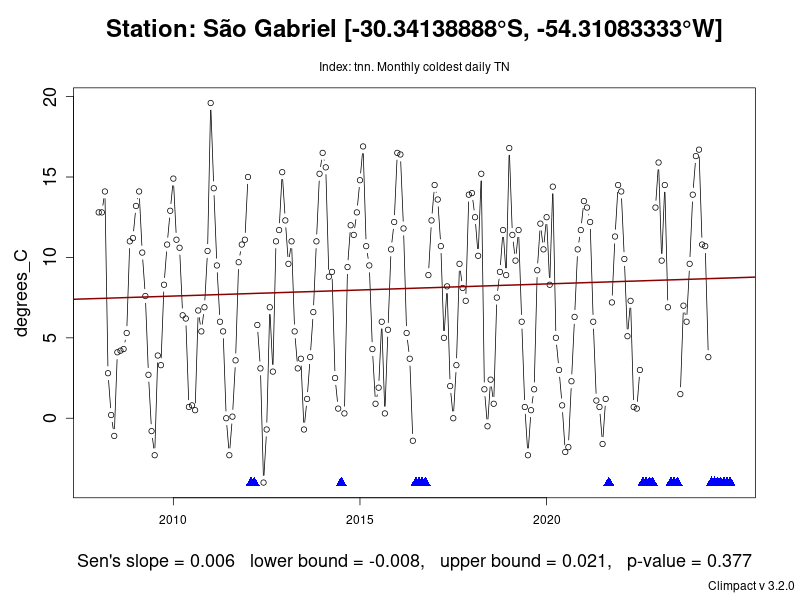 Station: São Gabriel [-30.34138888°S, -54.31083333°W]
Index: tnn. Monthly coldest daily TN
degrees_C
20
15
10
5
0
2010 2015 2020
Sen's slope = 0.006 lower bound = -0.008, upper bound = 0.021, p-value = 0.377
Climpact v 3.2.0